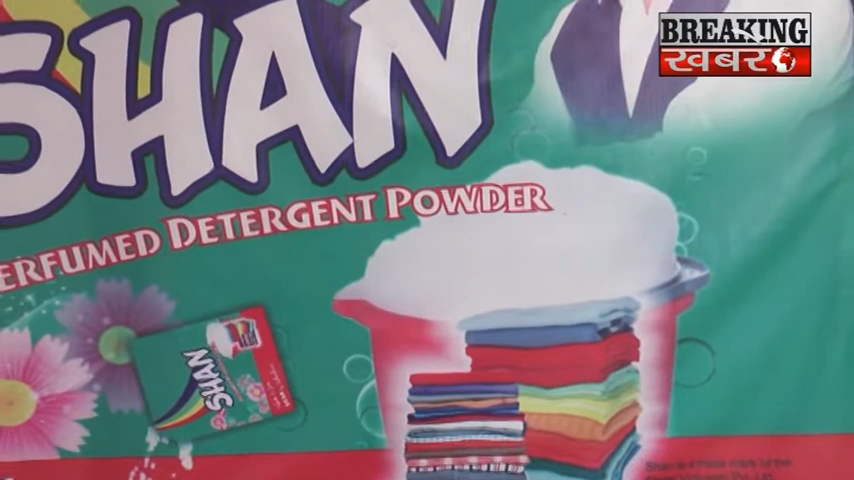 BREAKING
खबर
SHAN
ERFUMED DETERGENT POWDER
SHAN